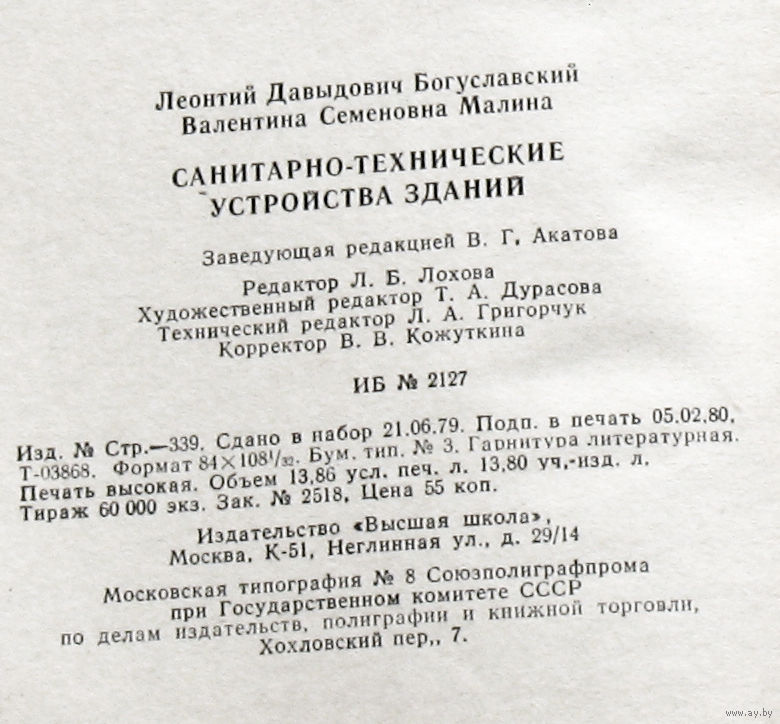 Леонтий Давыдович Богуславский
Валентина Семеновна Малина
САНИТАРНО-ТЕХНИЧЕСКИЕ
УСТРОЙСТВА ЗДАНИЙ
Заведующая редакцией В. Г. Акатова
Редактор Л. Б. Лохова
Художественный редактор Т. А. Дурасова
Технический редактор Л. А. Григорчук
Корректор В. В. Кожуткина
ИБ № 2127
Изд. № Стр.—339. Сдано в набор 21.06.79. Подп. в печать 05.02.80.
Т-03868. Формат 84×108¹/₃₂. Бум. тип. № 3. Гарнитура литературная.
Печать высокая. Объем 13,86 усл. печ. л. 13,80 уч.-изд. л.
Тираж 60 000 экз. Зак. № 2518. Цена 55 коп.
Издательство «Высшая школа»,
Москва, К-51, Неглинная ул., д. 29/14
Московская типография № 8 Союзполиграфпрома
при Государственном комитете СССР
по делам издательств, полиграфии и книжной торговли,
Хохловский пер,, 7.
www.ay.by